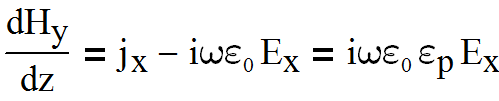 dH_y/dz = j_x − iωε_0 E_x = iωε_0 ε_p E_x